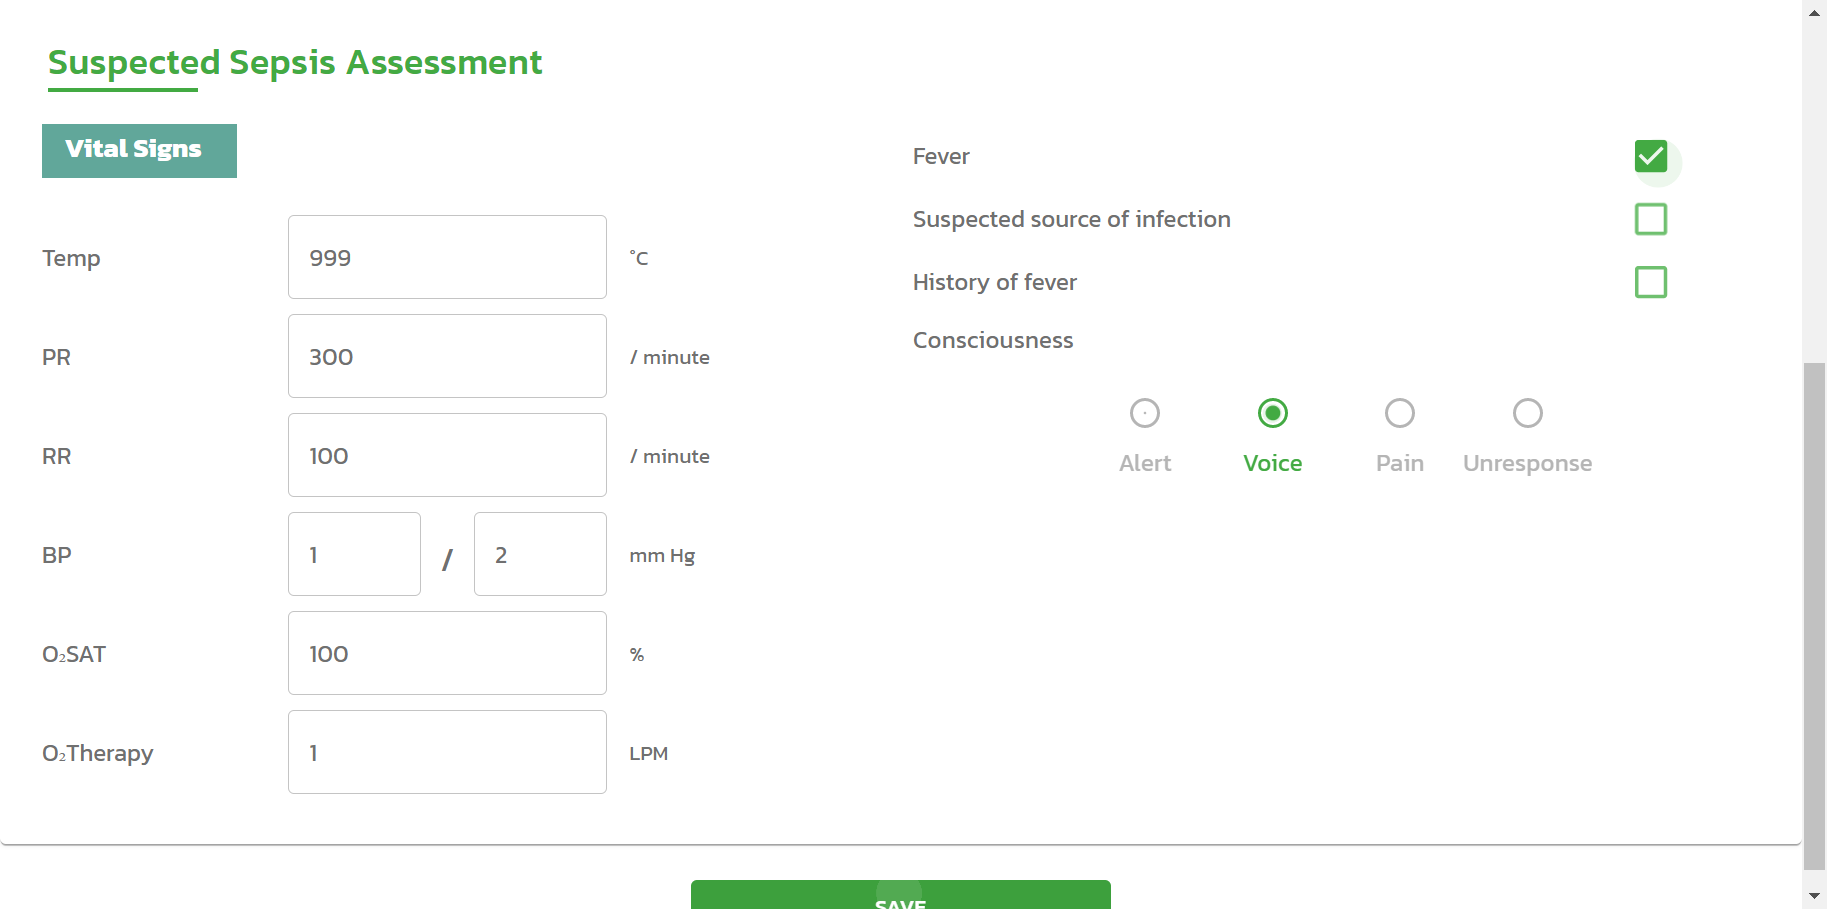 Suspected Sepsis Assessment
Vital Signs
Temp 999 °C
PR 300 / minute
RR 100 / minute
BP 1 / 2 mm Hg
O₂SAT 100 %
O₂Therapy 1 LPM
Fever
Suspected source of infection
History of fever
Consciousness
Alert Voice Pain Unresponse
SAVE